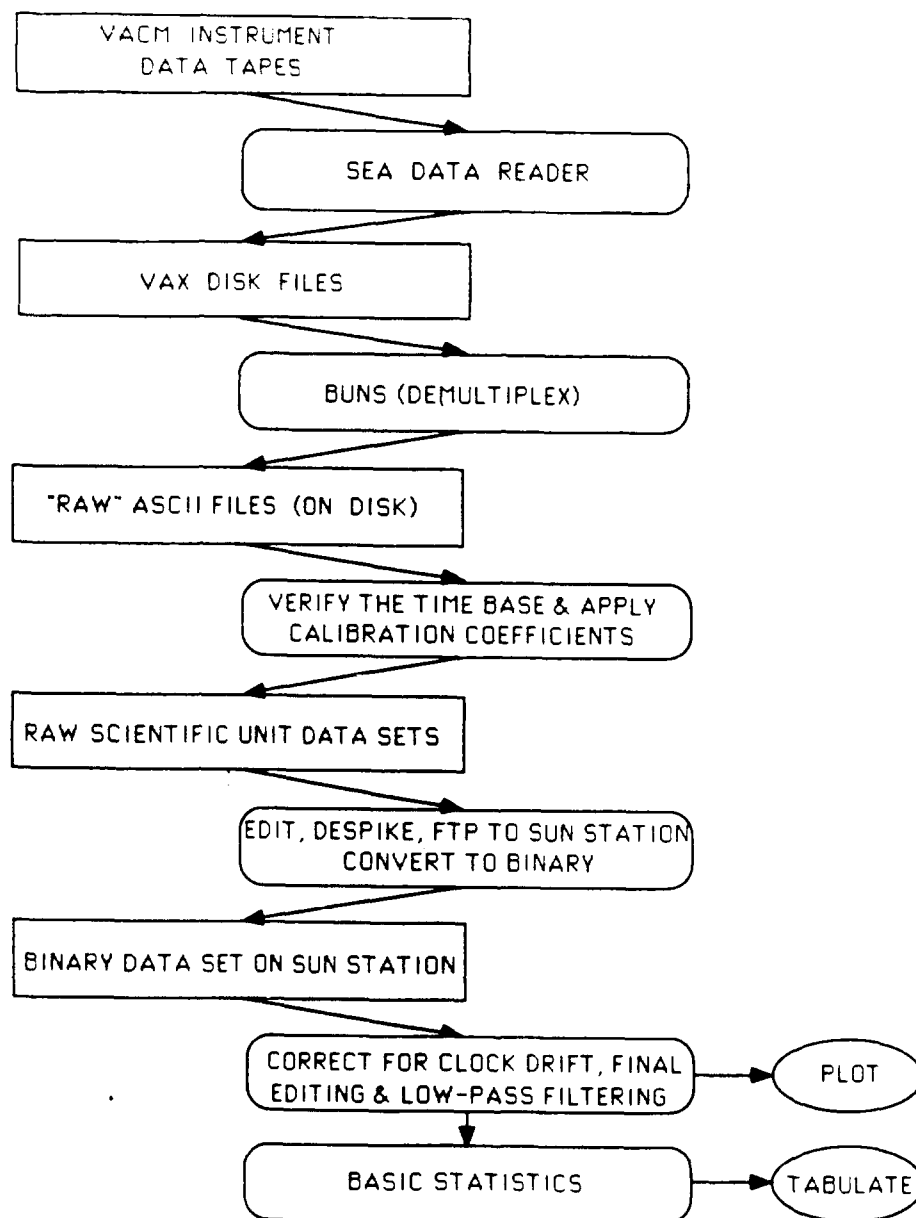 VACM INSTRUMENT
DATA TAPES
SEA DATA READER
VAX DISK FILES
BUNS (DEMULTIPLEX)
"RAW" ASCII FILES (ON DISK)
VERIFY THE TIME BASE & APPLY
CALIBRATION COEFFICIENTS
RAW SCIENTIFIC UNIT DATA SETS
EDIT, DESPIKE, FTP TO SUN STATION
CONVERT TO BINARY
BINARY DATA SET ON SUN STATION
CORRECT FOR CLOCK DRIFT, FINAL
EDITING & LOW-PASS FILTERING
PLOT
BASIC STATISTICS
TABULATE